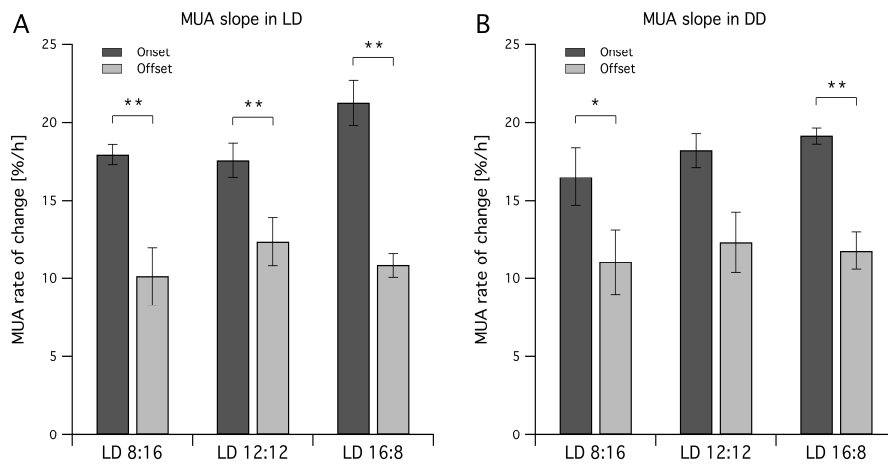 A
MUA slope in LD
Onset
Offset
MUA rate of change [%/h]
25
20
15
10
5
0
**
**
**
LD 8:16
LD 12:12
LD 16:8
B
MUA slope in DD
Onset
Offset
MUA rate of change [%/h]
25
20
15
10
5
0
*
**
LD 8:16
LD 12:12
LD 16:8